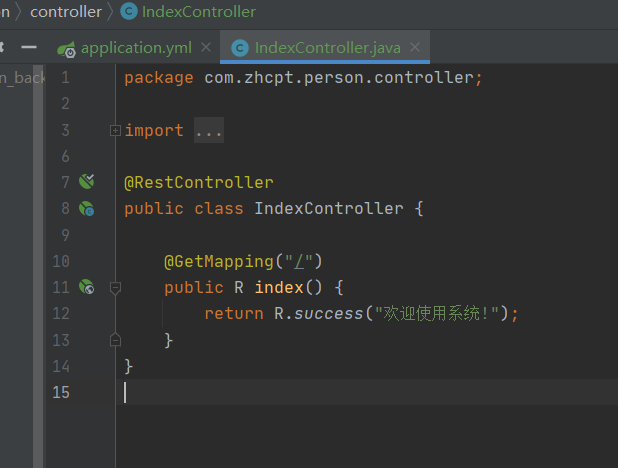 on > controller > IndexController
application.yml × IndexController.java ×
n_back
1 package com.zhcpt.person.controller;
2
3 import ...
6
7 @RestController
8 public class IndexController {
9
10 @GetMapping("/")
11 public R index() {
12 return R.success("欢迎使用系统!");
13 }
14 }
15